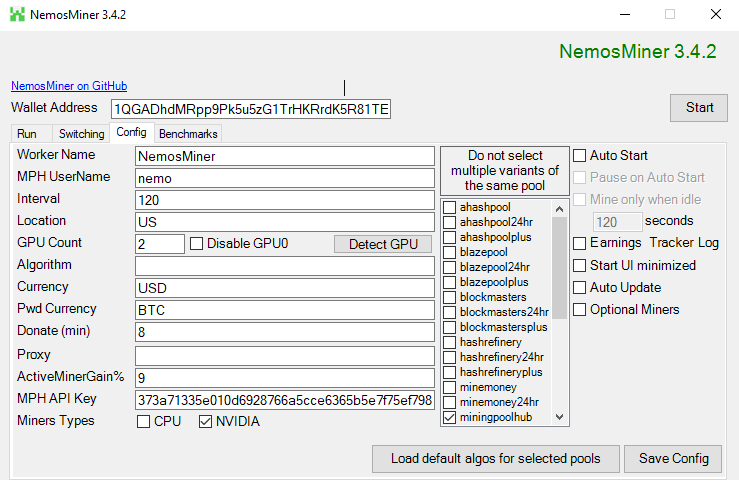 NemosMiner 3.4.2
NemosMiner 3.4.2
NemosMiner on GitHub
Wallet Address 1QGADhdMRpp9Pk5u5zG1TrHKRrdK5R81TE Start
Run Switching Config Benchmarks
Worker Name NemosMiner
MPH UserName nemo
Interval 120
Location US
GPU Count 2 Disable GPU0 Detect GPU
Algorithm
Currency USD
Pwd Currency BTC
Donate (min) 8
Proxy
ActiveMinerGain% 9
MPH API Key 373a71335e010d6928766a5cce6365b5e7f75ef798
Miners Types CPU NVIDIA
Do not select
multiple variants of
the same pool
ahashpool
ahashpool24hr
ahashpoolplus
blazepool
blazepool24hr
blazepoolplus
blockmasters
blockmasters24hr
blockmastersplus
hashrefinery
hashrefinery24hr
hashrefineryplus
minemoney
minemoney24hr
miningpoolhub
Auto Start
Pause on Auto Start
Mine only when idle
120 seconds
Earnings Tracker Log
Start UI minimized
Auto Update
Optional Miners
Load default algos for selected pools Save Config